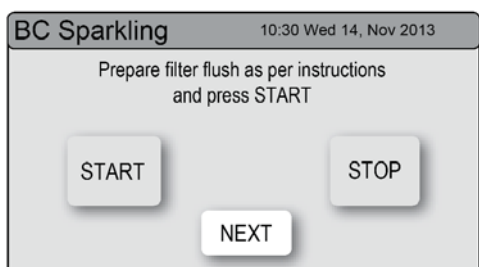 BC Sparkling 10:30 Wed 14, Nov 2013
Prepare filter flush as per instructions
and press START
START STOP
NEXT